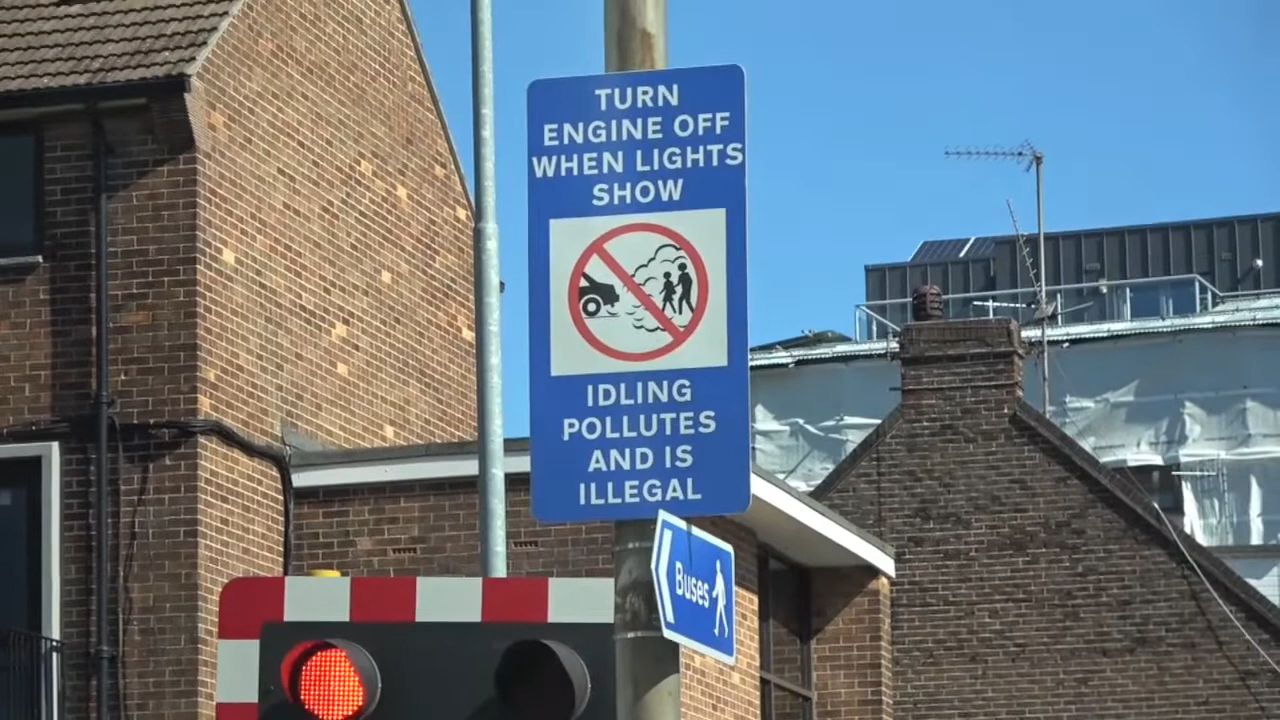 TURN
ENGINE OFF
WHEN LIGHTS
SHOW
IDLING
POLLUTES
AND IS
ILLEGAL
Buses